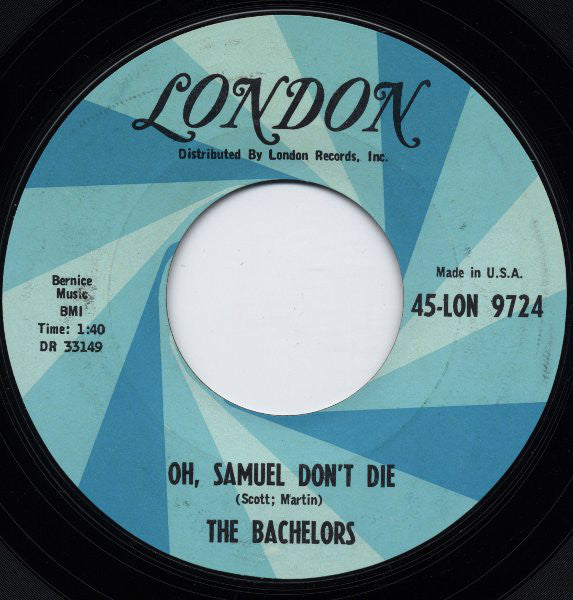 LONDON
Distributed By London Records, Inc.
Bernice
Music
BMI
Time: 1:40
DR 33149
Made in U.S.A.
45-LON 9724
OH, SAMUEL DON'T DIE
(Scott; Martin)
THE BACHELORS